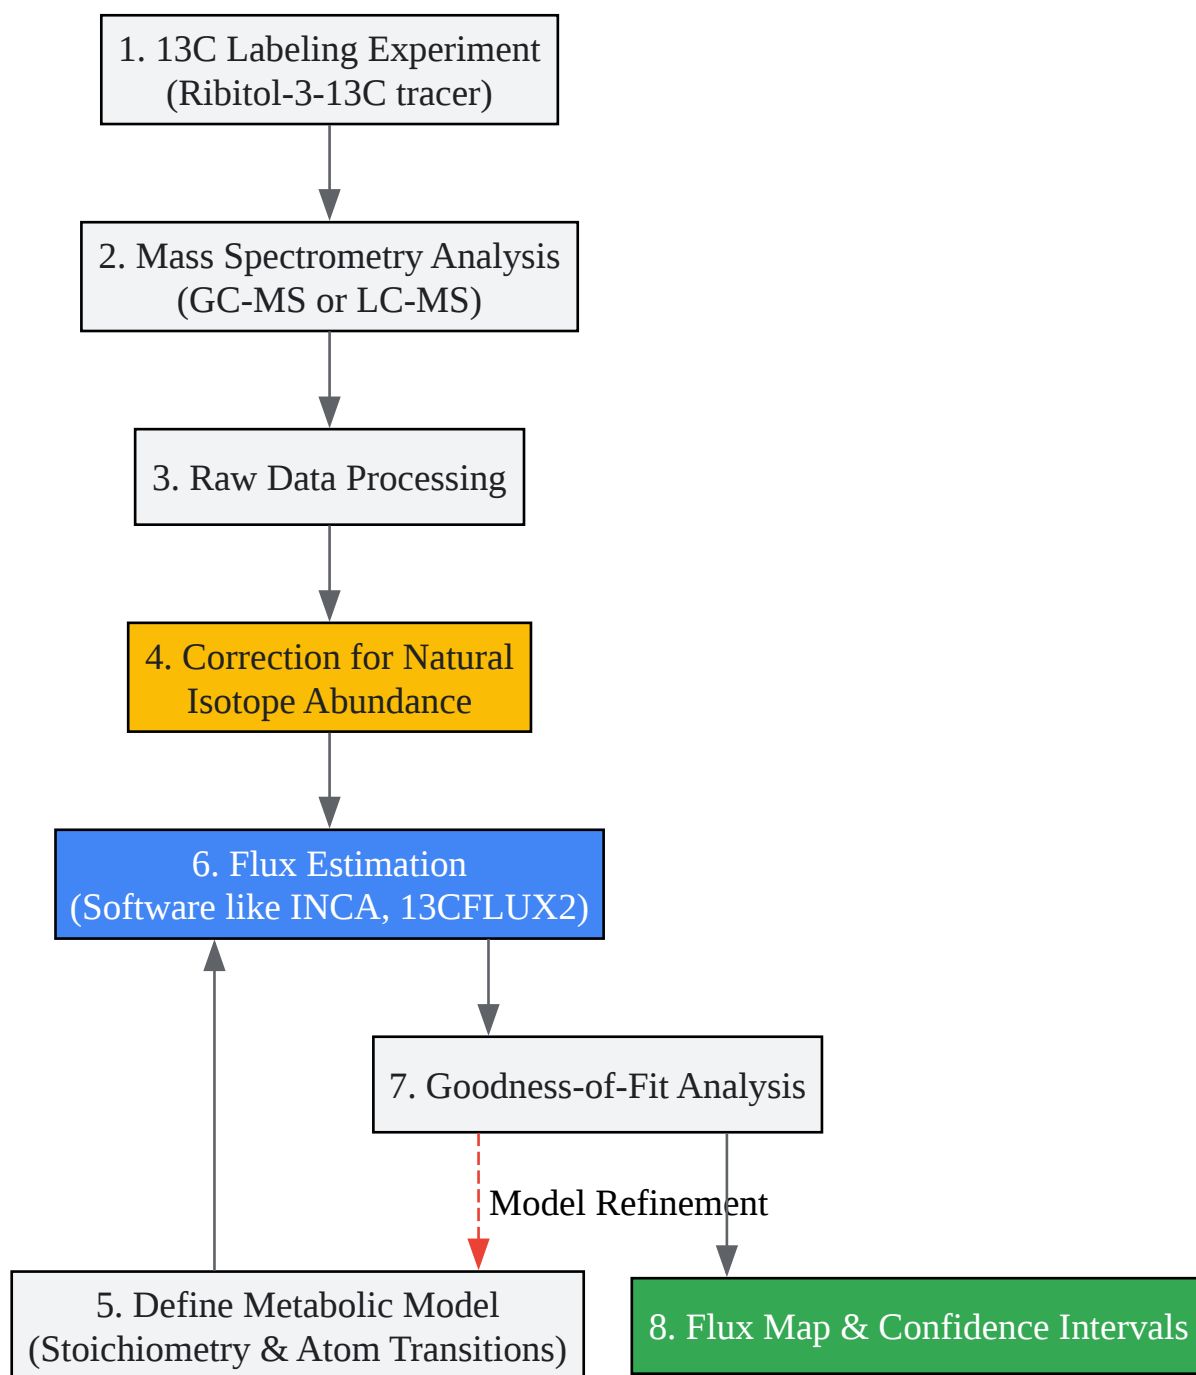 1. 13C Labeling Experiment
(Ribitol-3-13C tracer)
2. Mass Spectrometry Analysis
(GC-MS or LC-MS)
3. Raw Data Processing
4. Correction for Natural
Isotope Abundance
6. Flux Estimation
(Software like INCA, 13CFLUX2)
7. Goodness-of-Fit Analysis
Model Refinement
5. Define Metabolic Model
(Stoichiometry & Atom Transitions)
8. Flux Map & Confidence Intervals